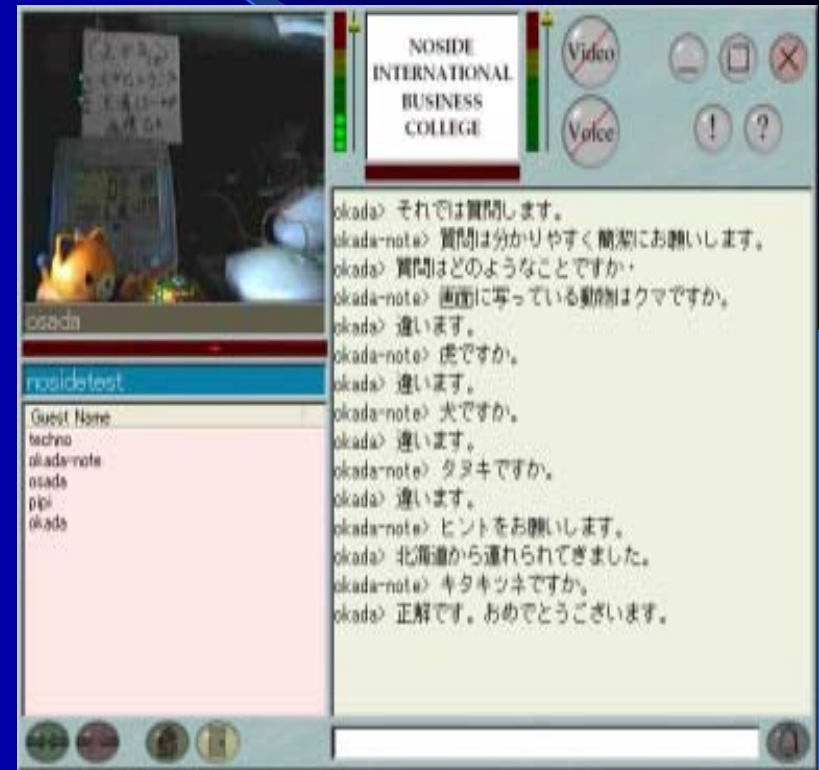 NOSIDE
INTERNATIONAL
BUSINESS
COLLEGE
Video
Voice
!
?
osada
nosidetest
Guest Name
techno
okada-note
osada
pipi
okada
okada> それでは質問します。
okada-note> 質問は分かりやすく簡潔にお願いします。
okada> 質問はどのようなことですか・
okada-note> 画面に写っている動物はクマですか。
okada> 違います。
okada-note> 虎ですか。
okada> 違います。
okada-note> 犬ですか。
okada> 違います。
okada-note> タヌキですか。
okada> 違います。
okada-note> ヒントをお願いします。
okada> 北海道から連れられてきました。
okada-note> キタキツネですか。
okada> 正解です。おめでとうございます。